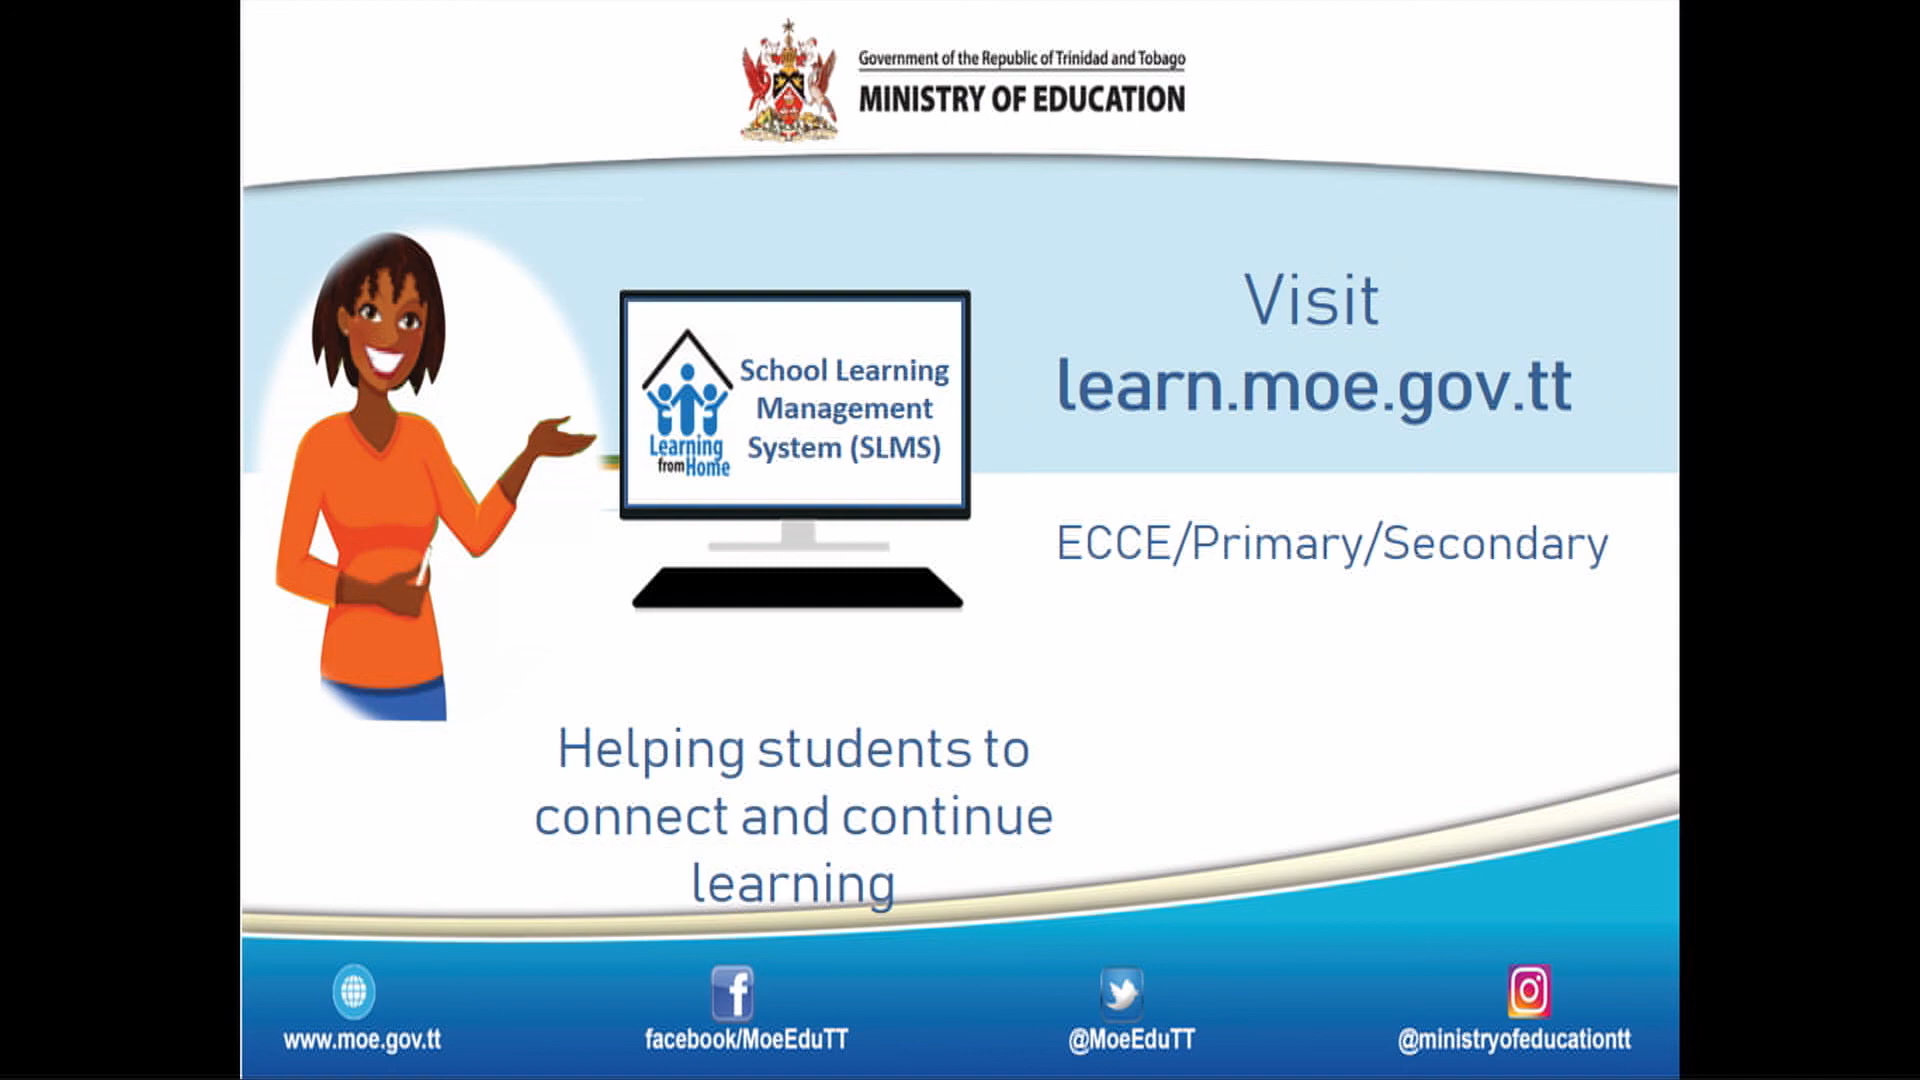 Government of the Republic of Trinidad and Tobago
MINISTRY OF EDUCATION
Visit
learn.moe.gov.tt
School Learning
Management
System (SLMS)
Learning
from Home
ECCE/Primary/Secondary
Helping students to
connect and continue
learning
www.moe.gov.tt
facebook/MoeEduTT
@MoeEduTT
@ministryofeducationtt